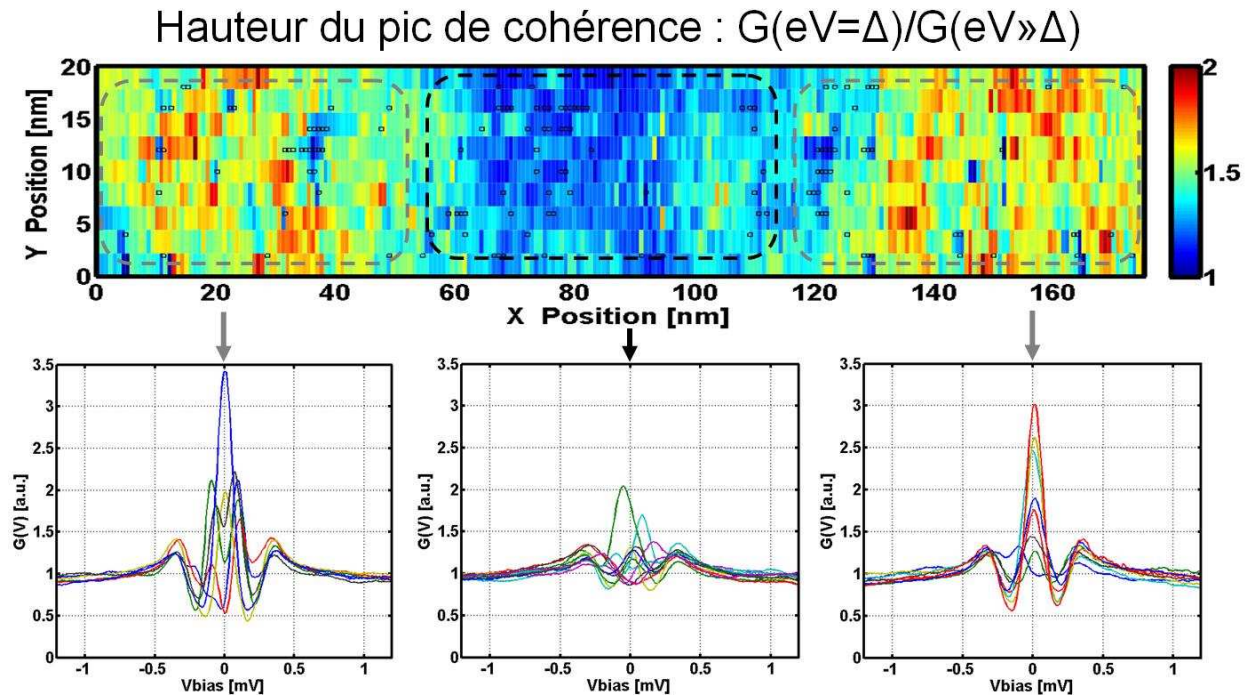 Hauteur du pic de cohérence : G(eV=Δ)/G(eV»Δ)
Y Position [nm]
20
15
10
5
0
0 20 40 60 80 100 120 140 160
X Position [nm]
2
1.5
1
G(V) [a.u.]
3.5
3
2.5
2
1.5
1
0.5
0
-1 -0.5 0 0.5 1
Vbias [mV]
G(V) [a.u.]
3.5
3
2.5
2
1.5
1
0.5
0
-1 -0.5 0 0.5 1
Vbias [mV]
G(V) [a.u.]
3.5
3
2.5
2
1.5
1
0.5
0
-1 -0.5 0 0.5 1
Vbias [mV]